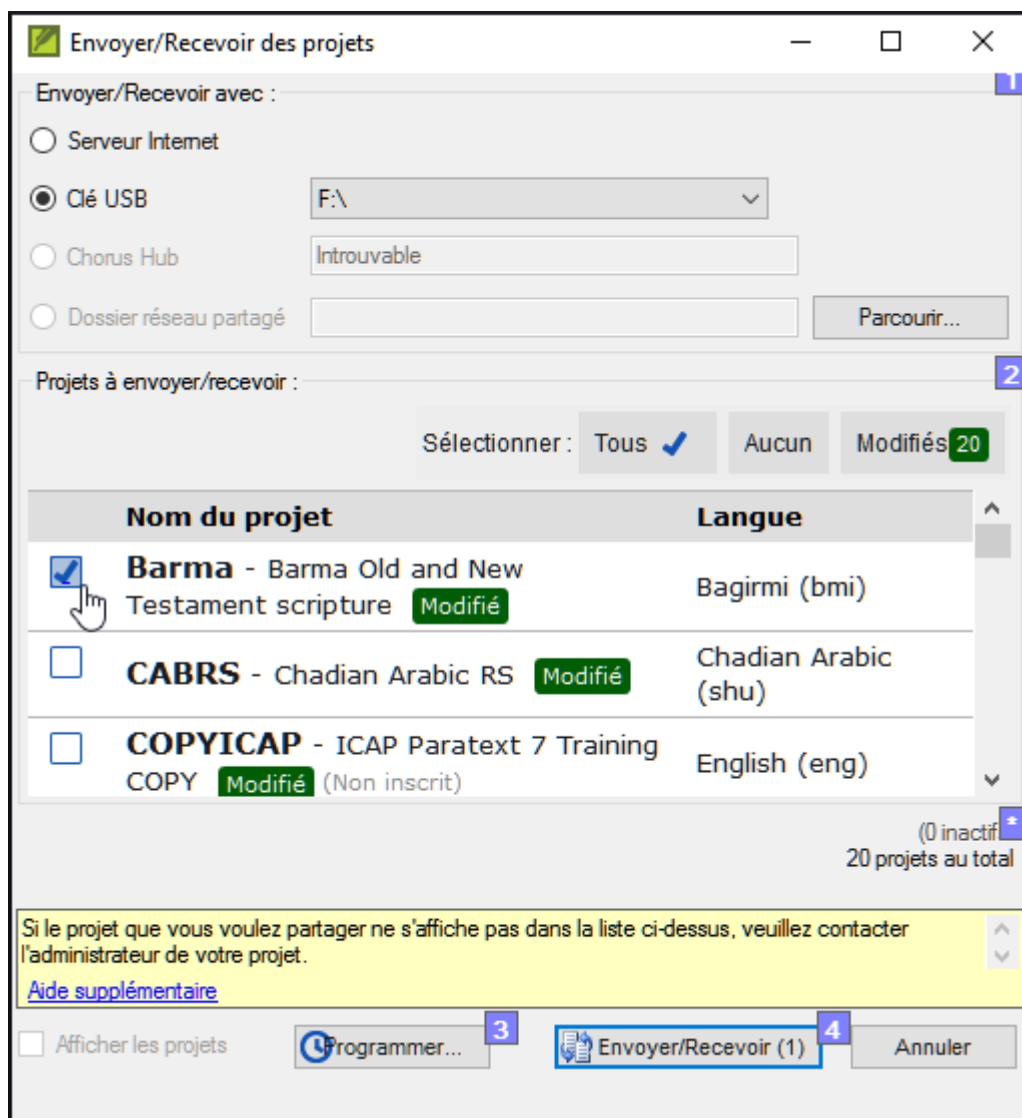 Envoyer/Recevoir des projets
1
Envoyer/Recevoir avec :
Serveur Internet
Clé USB F:\
Chorus Hub Introuvable
Dossier réseau partagé Parcourir...
2
Projets à envoyer/recevoir :
Sélectionner : Tous Aucun Modifiés 20
Nom du projet Langue
Barma - Barma Old and New
Testament scripture Modifié
Bagirmi (bmi)
CABRS - Chadian Arabic RS Modifié
Chadian Arabic
(shu)
COPYICAP - ICAP Paratext 7 Training
COPY Modifié (Non inscrit)
English (eng)
(0 inactif *
20 projets au total
Si le projet que vous voulez partager ne s'affiche pas dans la liste ci-dessus, veuillez contacter
l'administrateur de votre projet.
Aide supplémentaire
Afficher les projets Programmer... 3 Envoyer/Recevoir (1) 4 Annuler